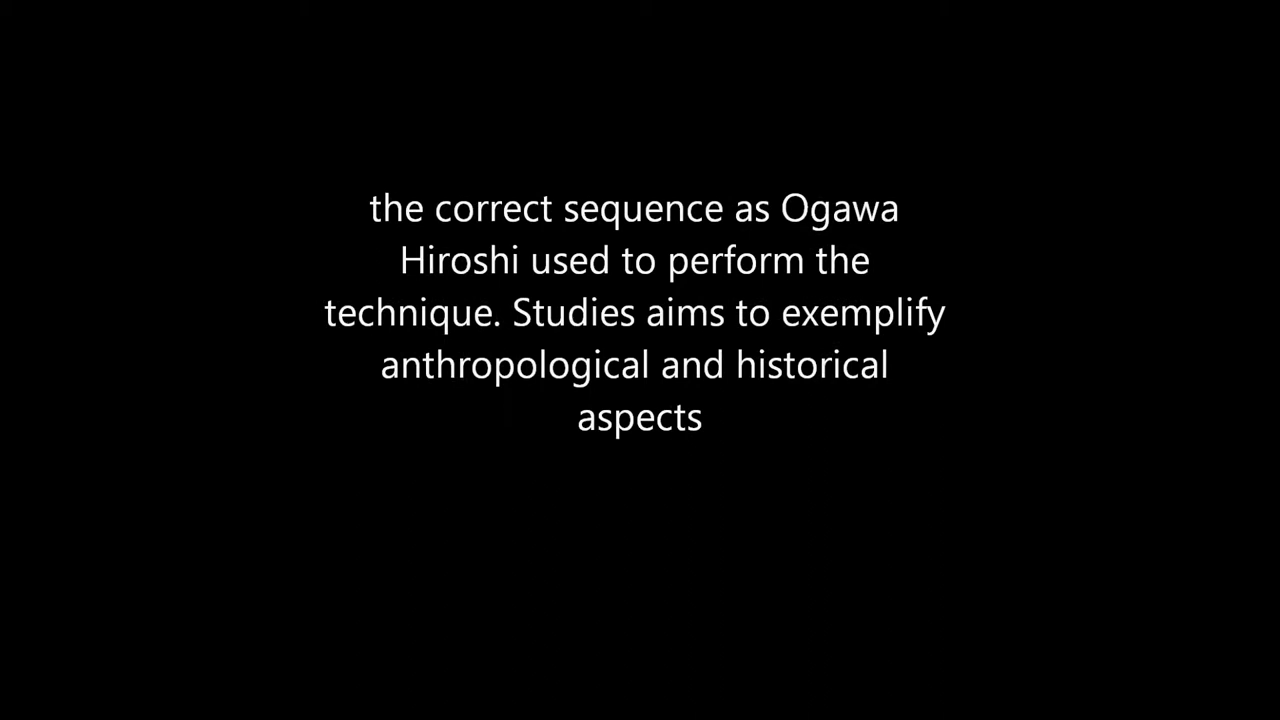 the correct sequence as Ogawa
Hiroshi used to perform the
technique. Studies aims to exemplify
anthropological and historical
aspects